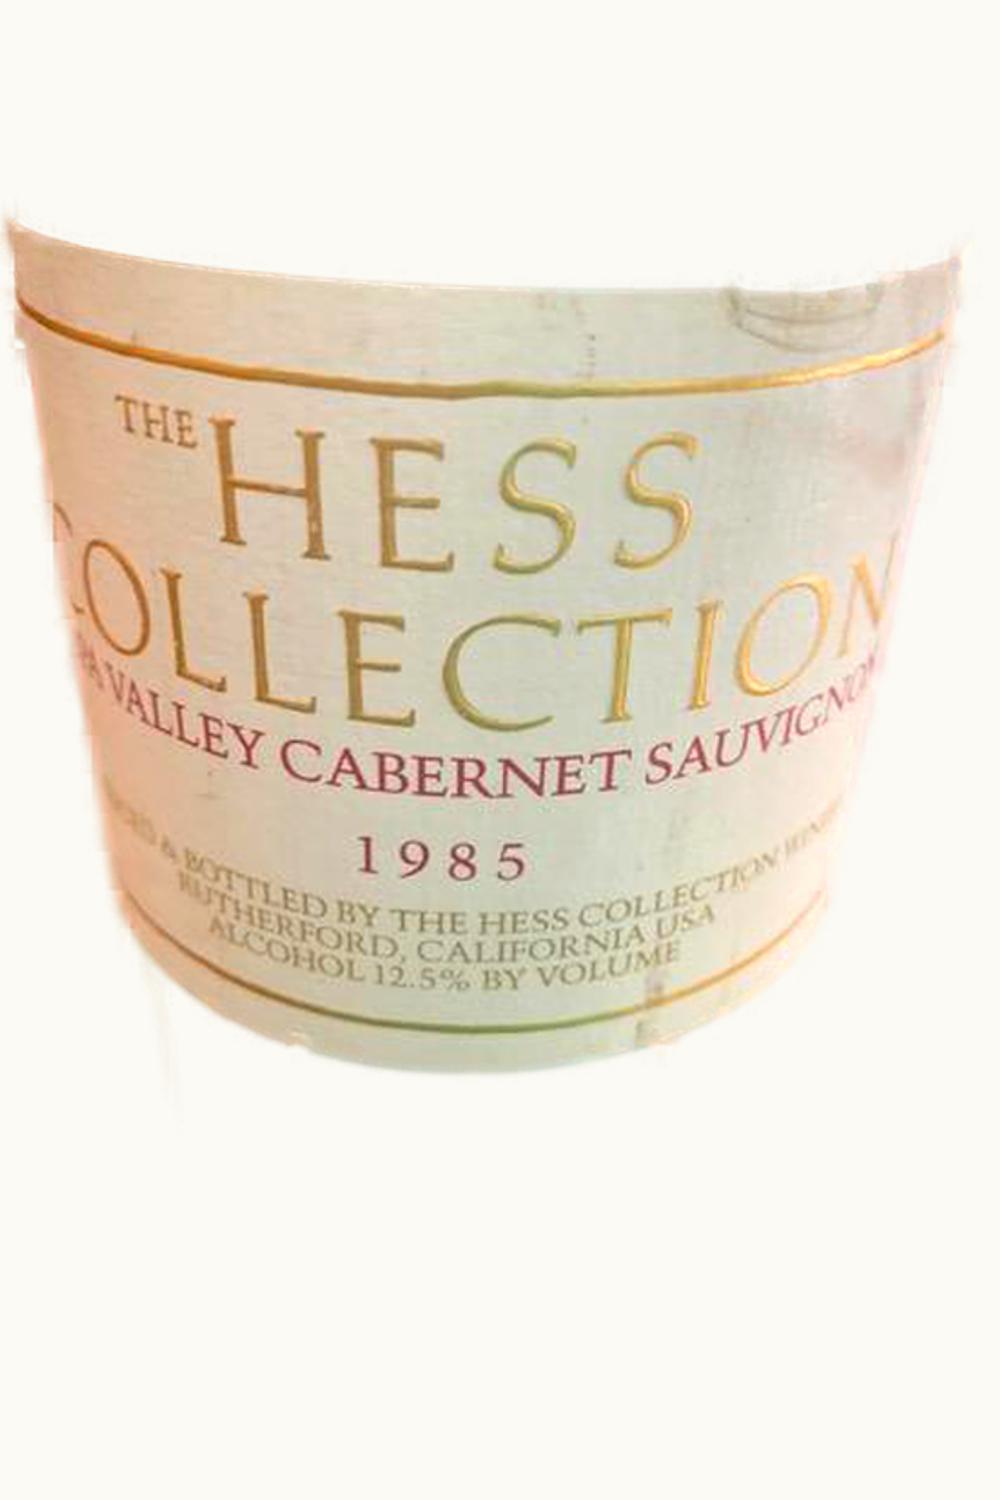 THE HESS
COLLECTION
VALLEY CABERNET SAUVIGNON
1985
& BOTTLED BY THE HESS COLLECTION WINERY
RUTHERFORD, CALIFORNIA USA
ALCOHOL 12.5% BY VOLUME